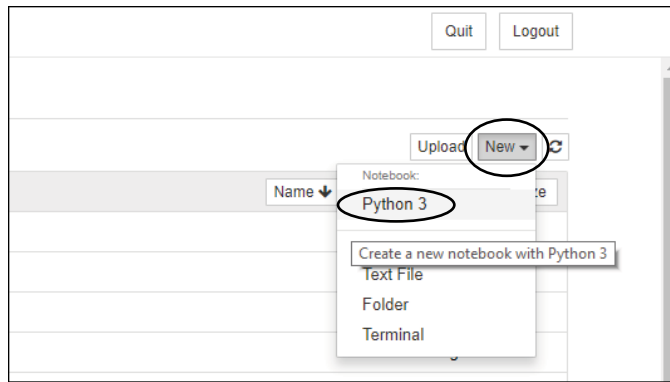 Quit Logout
Upload New
Notebook:
Name
Python 3
Create a new notebook with Python 3
Text File
Folder
Terminal